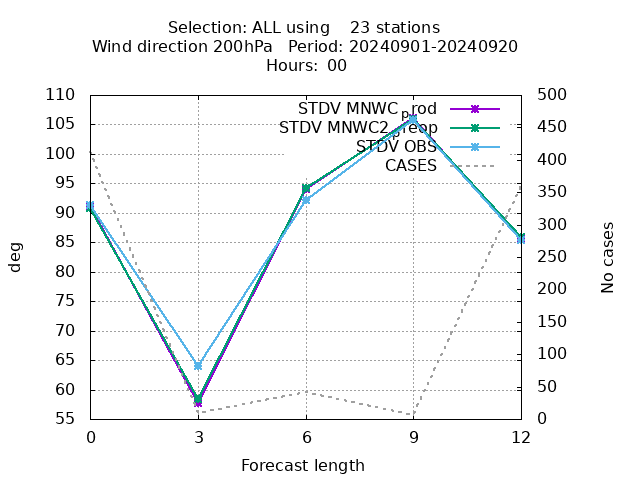 Selection: ALL using 23 stations
Wind direction 200hPa Period: 20240901-20240920
Hours: 00
STDV MNWC_prod
STDV MNWC2_preop
STDV OBS
CASES
110
105
100
95
90
85
80
75
70
65
60
55
500
450
400
350
300
250
200
150
100
50
0
deg
No cases
0 3 6 9 12
Forecast length